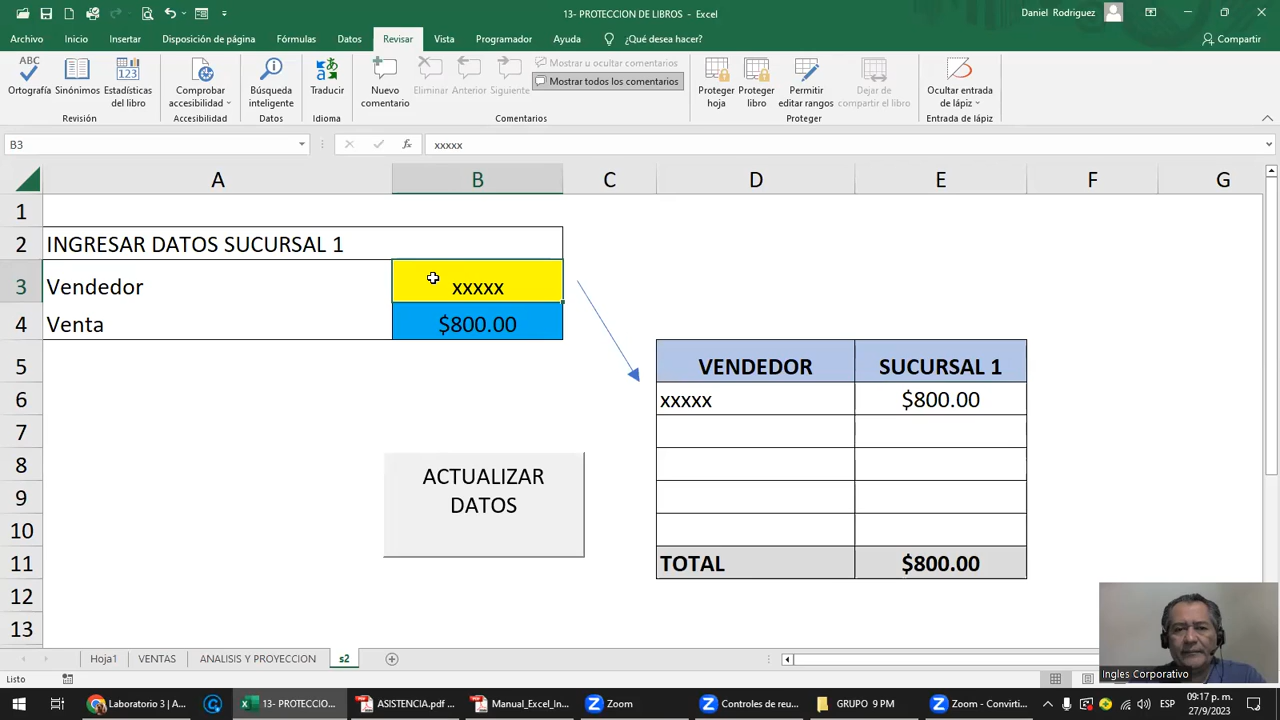 13- PROTECCION DE LIBROS - Excel
Daniel Rodriguez
Archivo Inicio Insertar Disposición de página Fórmulas Datos Revisar Vista Programador Ayuda ¿Qué desea hacer? Compartir
ABC
Ortografía
Sinónimos
123
Estadísticas del libro
Revisión
Comprobar accesibilidad
Accesibilidad
Búsqueda inteligente
Datos
Traducir
Idioma
Nuevo comentario
Eliminar
Anterior
Siguiente
Mostrar u ocultar comentarios
Mostrar todos los comentarios
Comentarios
Proteger hoja
Proteger libro
Permitir editar rangos
Dejar de compartir el libro
Proteger
Ocultar entrada de lápiz
Entrada de lápiz
B3
fx
xxxxx
A B C D E F G
1
2 INGRESAR DATOS SUCURSAL 1
3 Vendedor xxxxx
4 Venta $800.00
5 VENDEDOR SUCURSAL 1
6 xxxxx $800.00
7
8
ACTUALIZAR
DATOS
9
10
11 TOTAL $800.00
12
13
Ingles Corporativo
Hoja1 VENTAS ANALISIS Y PROYECCION s2
Listo
Laboratorio 3 | A...
13- PROTECCIO...
ASISTENCIA.pdf ...
Manual_Excel_In...
Zoom
Controles de reu...
GRUPO 9 PM
Zoom - Convirti...
ESP
09:17 p. m.
27/9/2023